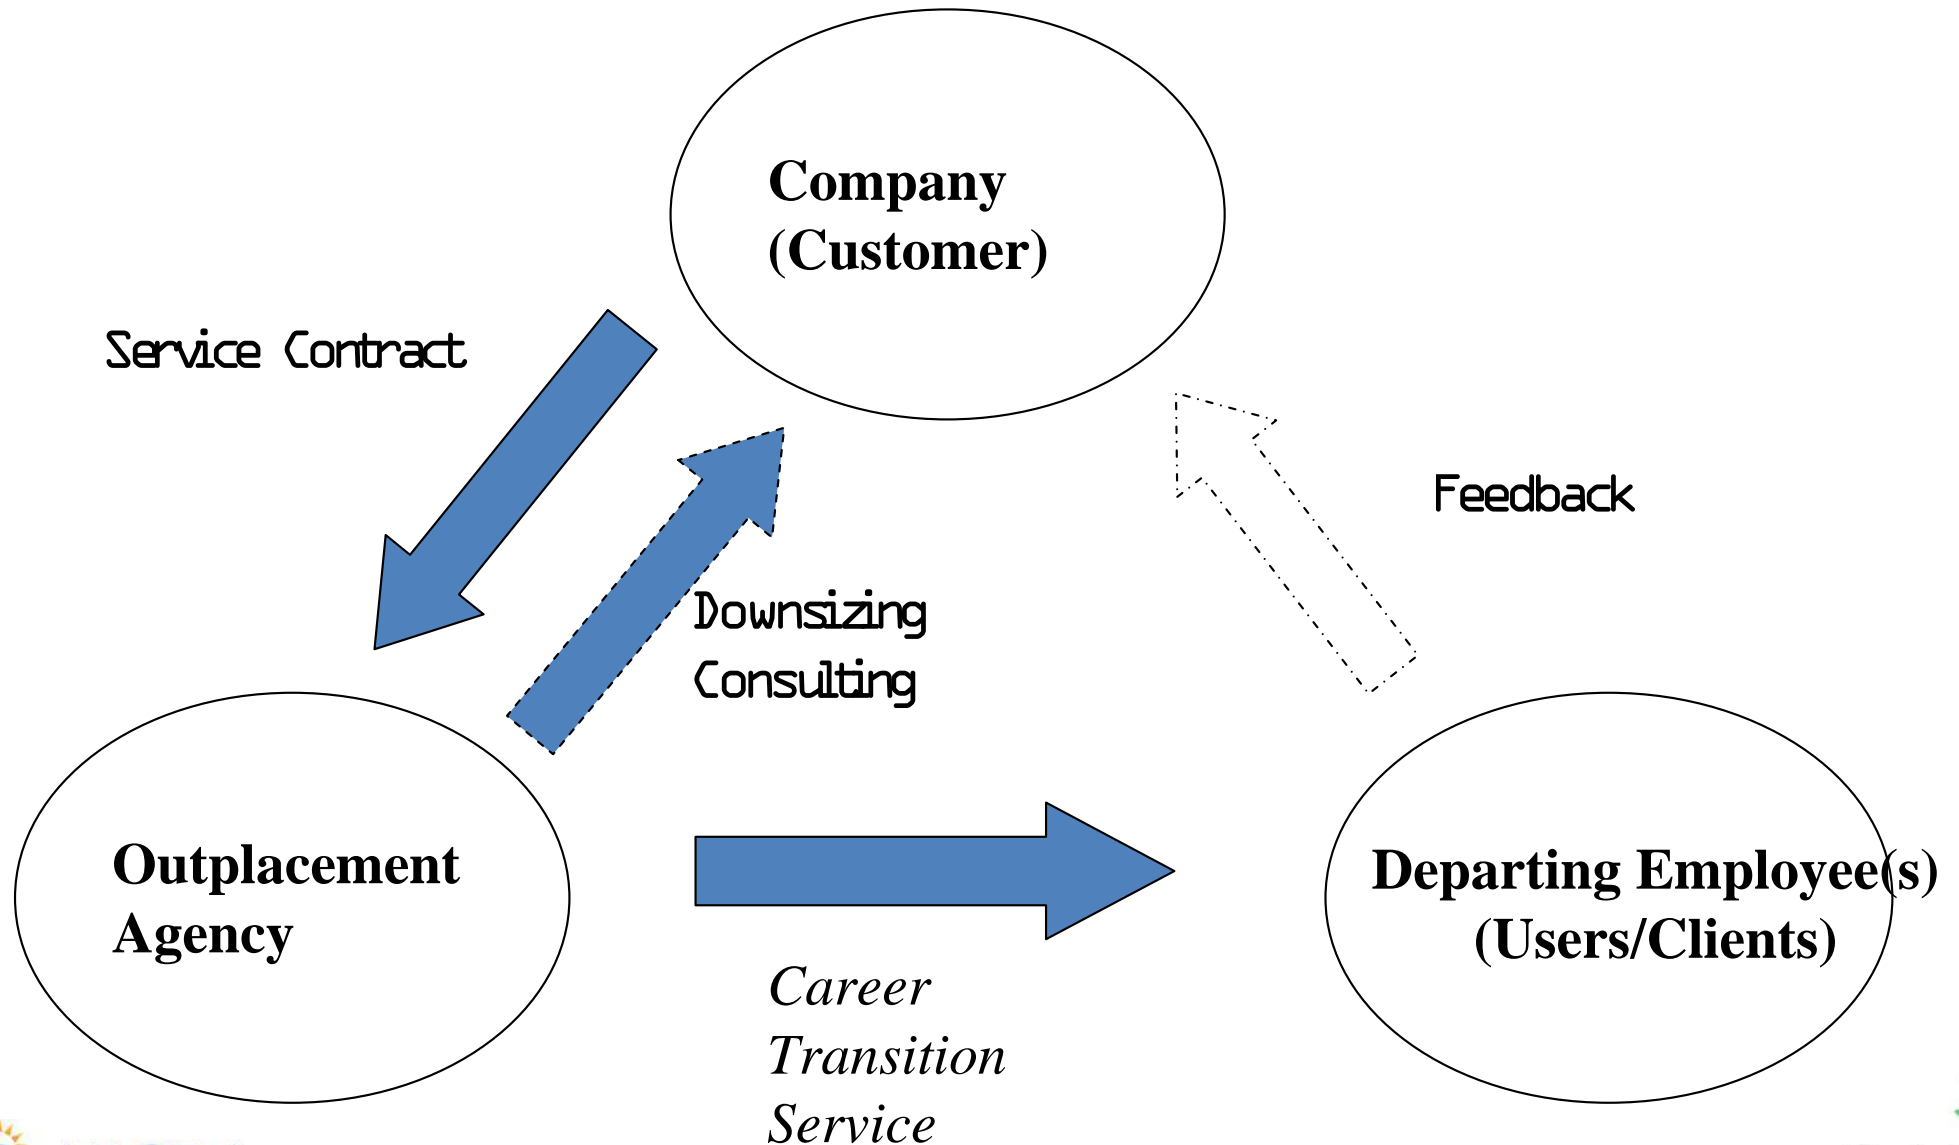 Company
(Customer)
Service Contract
Feedback
Downsizing
Consulting
Outplacement
Agency
Departing Employee(s)
(Users/Clients)
Career
Transition
Service